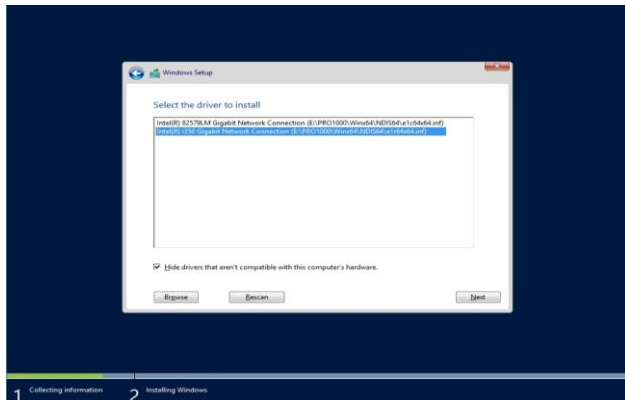 Windows Setup
Select the driver to install
Intel(R) 82579LM Gigabit Network Connection (E:\PRO1000\Winx64\NDIS64\e1c64x64.inf)
Intel(R) I350 Gigabit Network Connection (E:\PRO1000\Winx64\NDIS64\e1r64x64.inf)
Hide drivers that aren't compatible with this computer's hardware.
Browse Rescan Next
1 Collecting information 2 Installing Windows